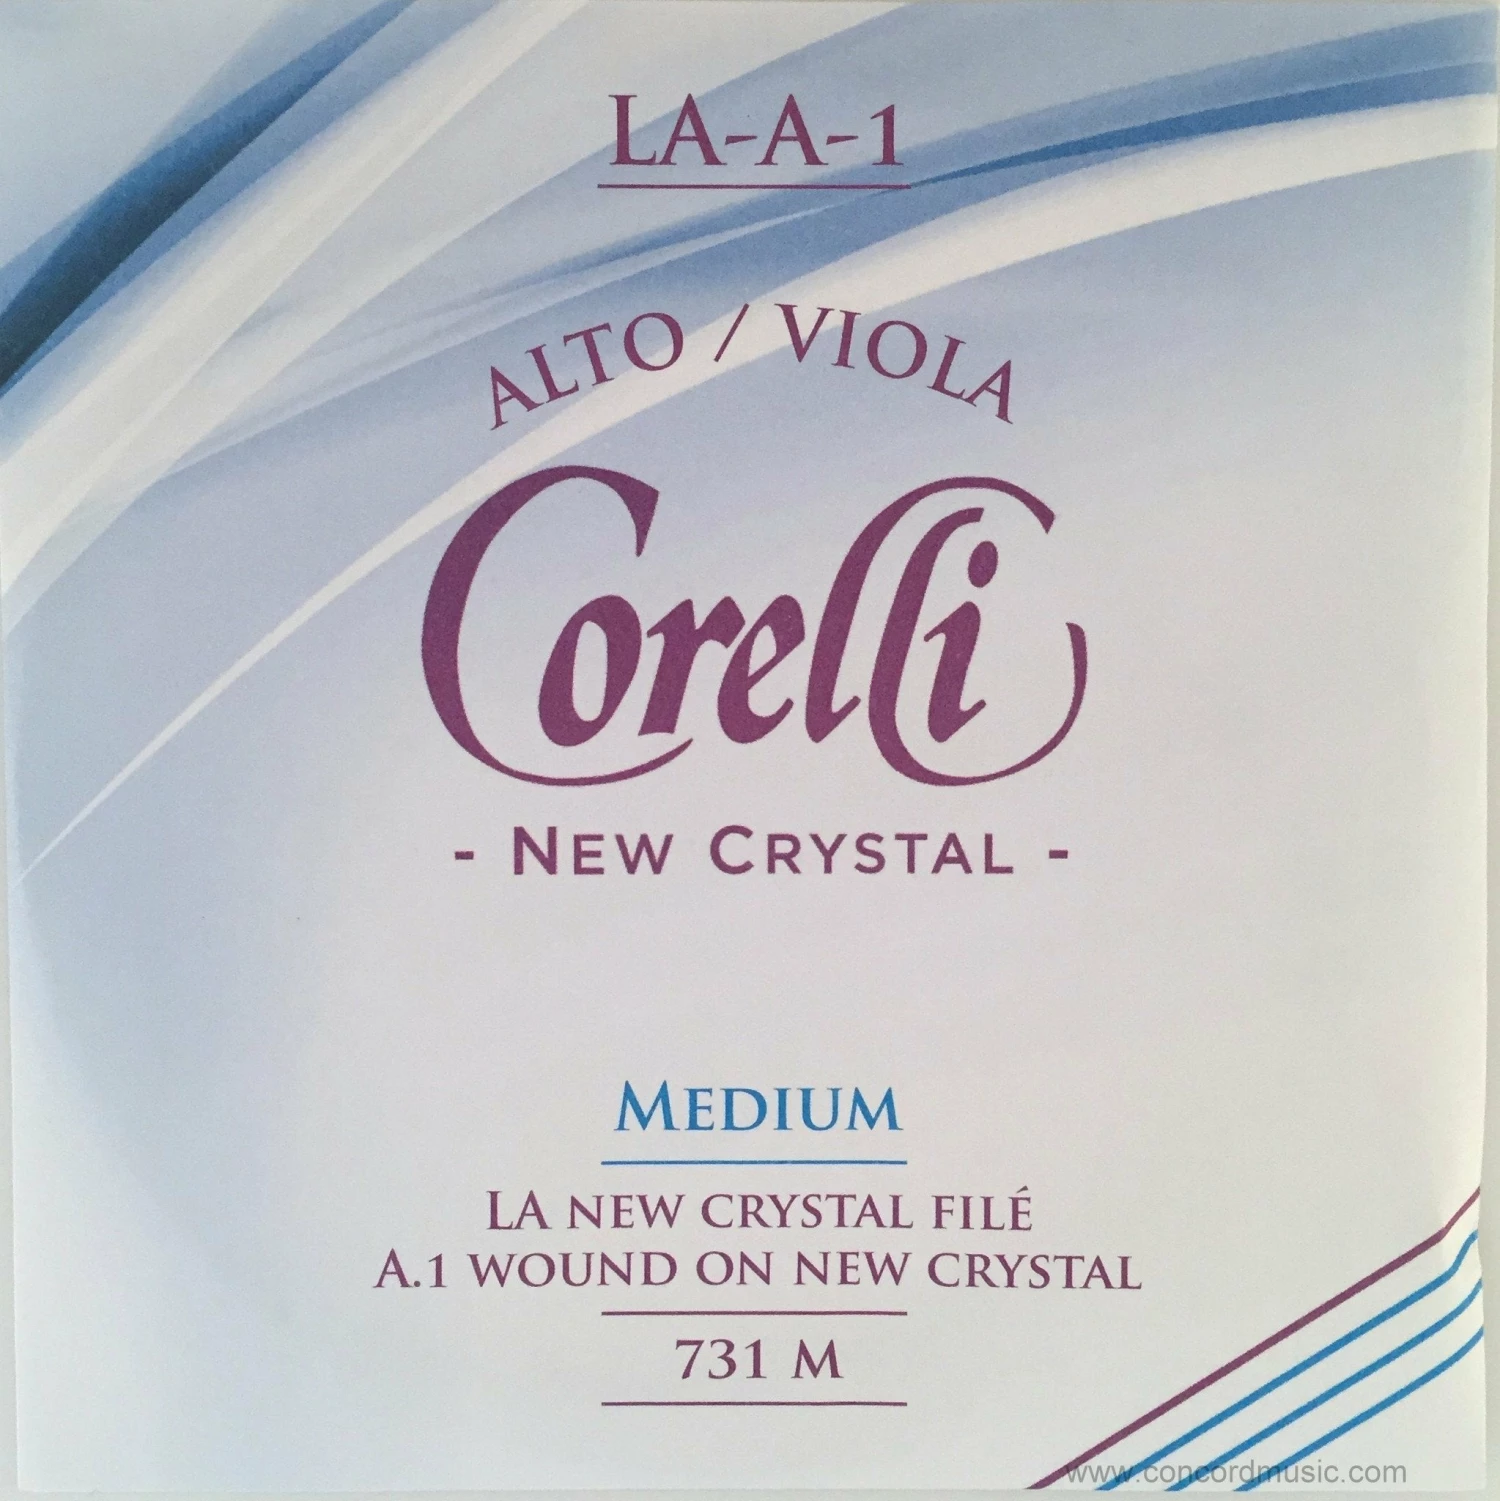 LA-A-1
ALTO / VIOLA
Corelli
- NEW CRYSTAL -
MEDIUM
LA NEW CRYSTAL FILÉ
A.1 WOUND ON NEW CRYSTAL
731 M
www.concordmusic.com